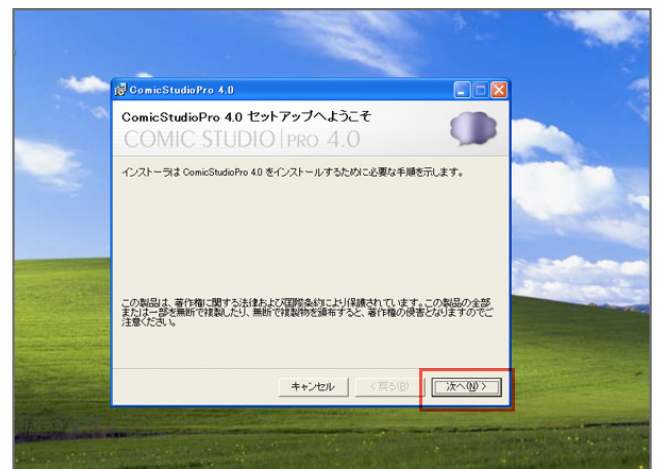 ComicStudioPro 4.0
ComicStudioPro 4.0 セットアップへようこそ
COMIC STUDIO | PRO 4.0
インストーラは ComicStudioPro 4.0 をインストールするために必要な手順を示します。
この製品は、著作権に関する法律および国際条約により保護されています。この製品の全部
または一部を無断で複製したり、無断で複製物を頒布すると、著作権の侵害となりますのでご
注意ください。
キャンセル
< 戻る(B)
次へ(N) >